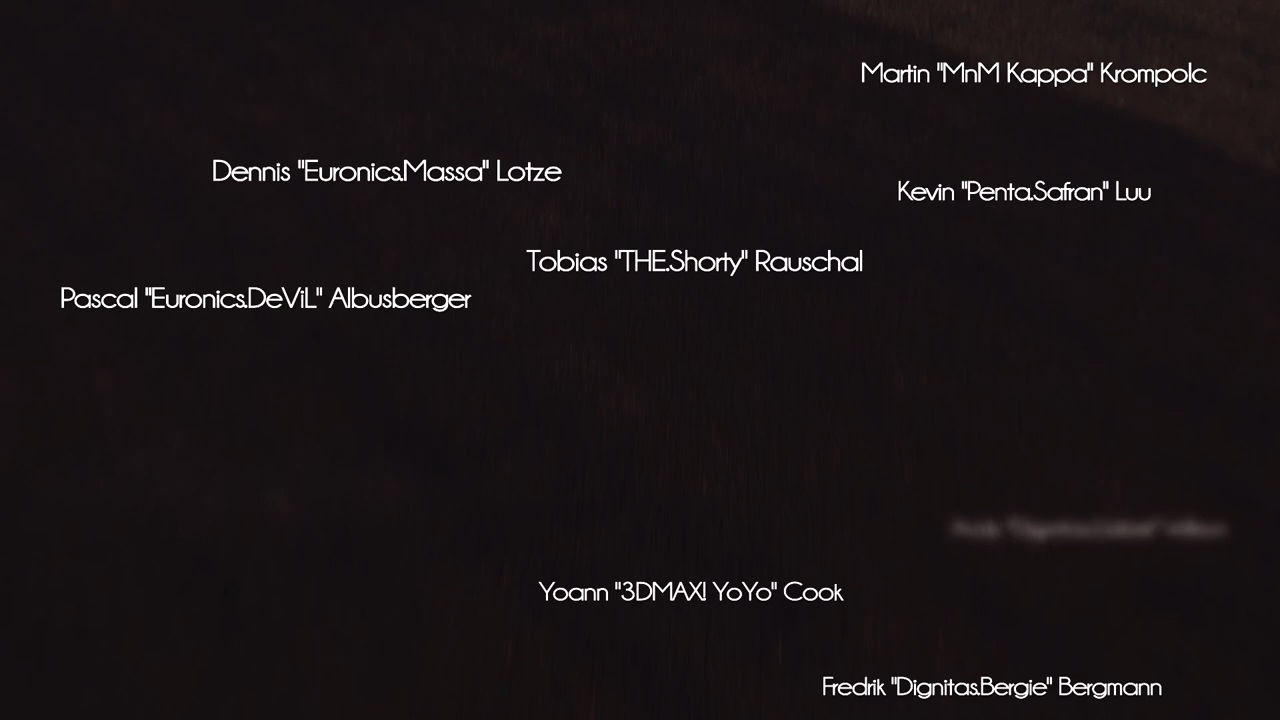 Martin "MnM Kappa" Krompolc
Dennis "Euronics.Massa" Lotze
Kevin "Penta.Safran" Luu
Tobias "THE.Shorty" Rauschal
Pascal "Euronics.DeViL" Albusberger
Yoann "3DMAX! YoYo" Cook
Fredrik "Dignitas.Bergie" Bergmann